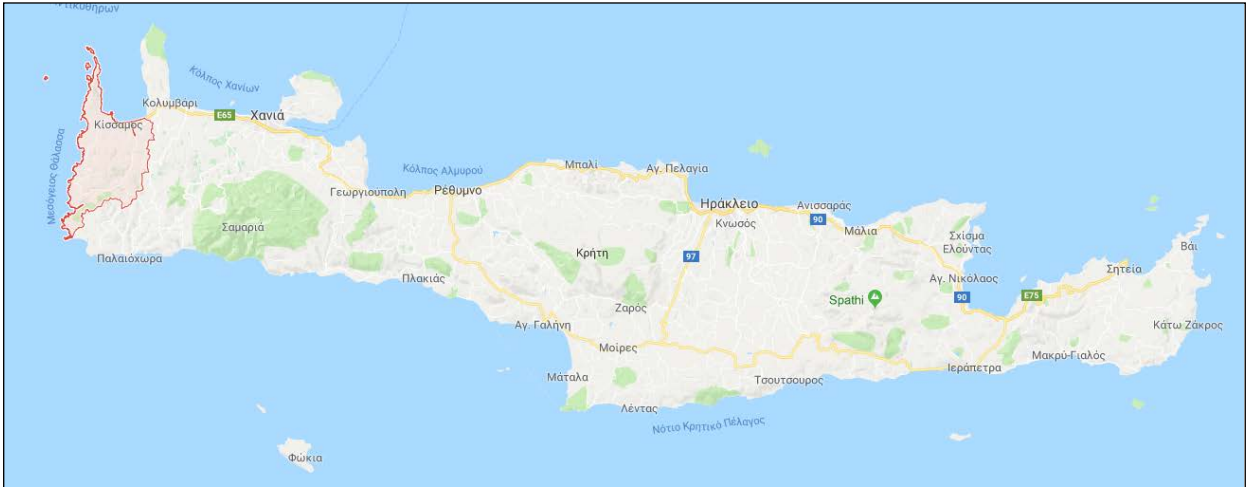 ντικυθήρων
Κόλπος Χανίων
Κολυμβάρι
E65
Χανιά
Κίσσαμος
Μεσόγειος Θάλασσα
Κόλπος Αλμυρού
Μπαλί
Αγ. Πελαγία
Γεωργιούπολη
Ρέθυμνο
Ηράκλειο
Ανισσαράς
Κνωσός
90
Μάλια
Σχίσμα
Ελούντας
Βάι
Σαμαριά
Παλαιόχωρα
Πλακιάς
Κρήτη
97
Σητεία
Αγ. Νικόλαος
Spathi
90
E75
Ζαρός
Αγ. Γαλήνη
Μοίρες
Κάτω Ζάκρος
Μακρύ-Γιαλός
Ιεράπετρα
Μάταλα
Τσουτσουρος
Λέντας
Νότιο Κρητικό Πέλαγος
Φώκια